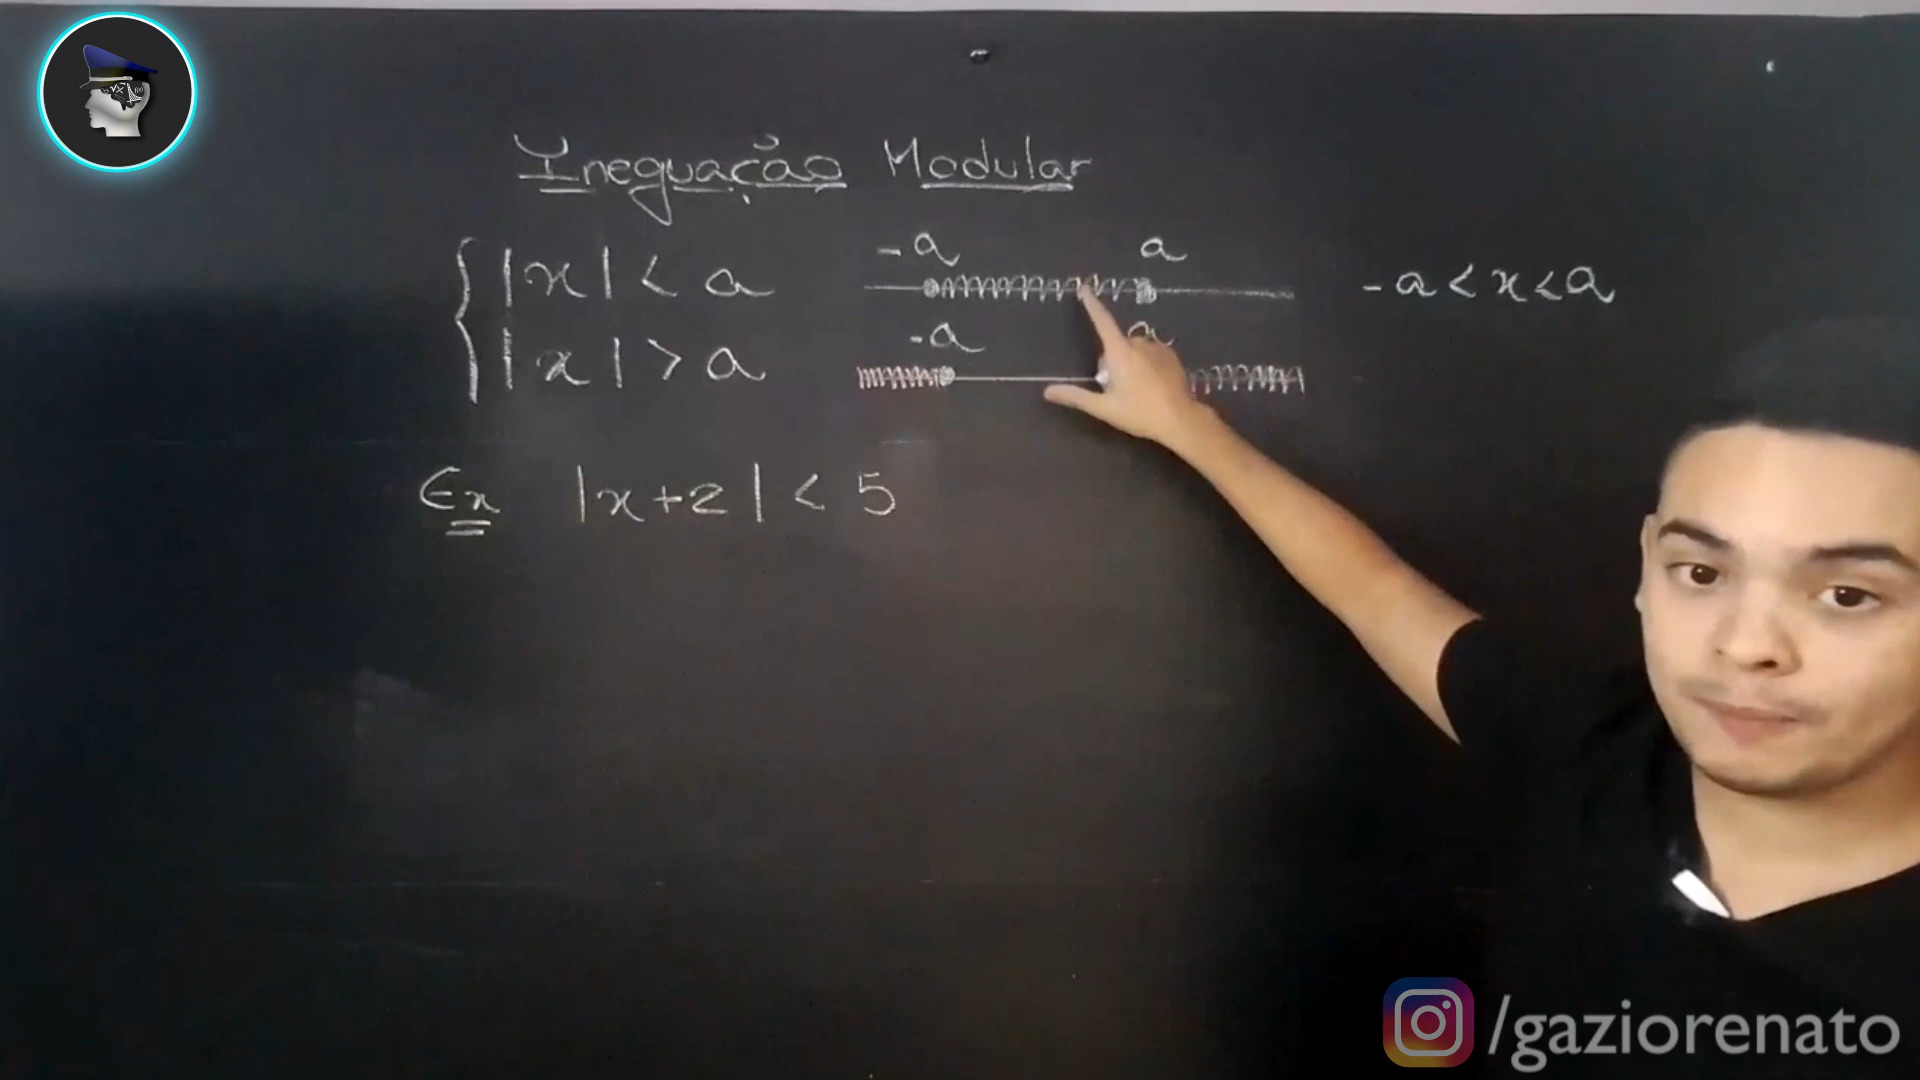 Inequação Modular
|x| < a -a a -a < x < a
|x| > a -a a
Ex |x+2| < 5
/gaziorenato